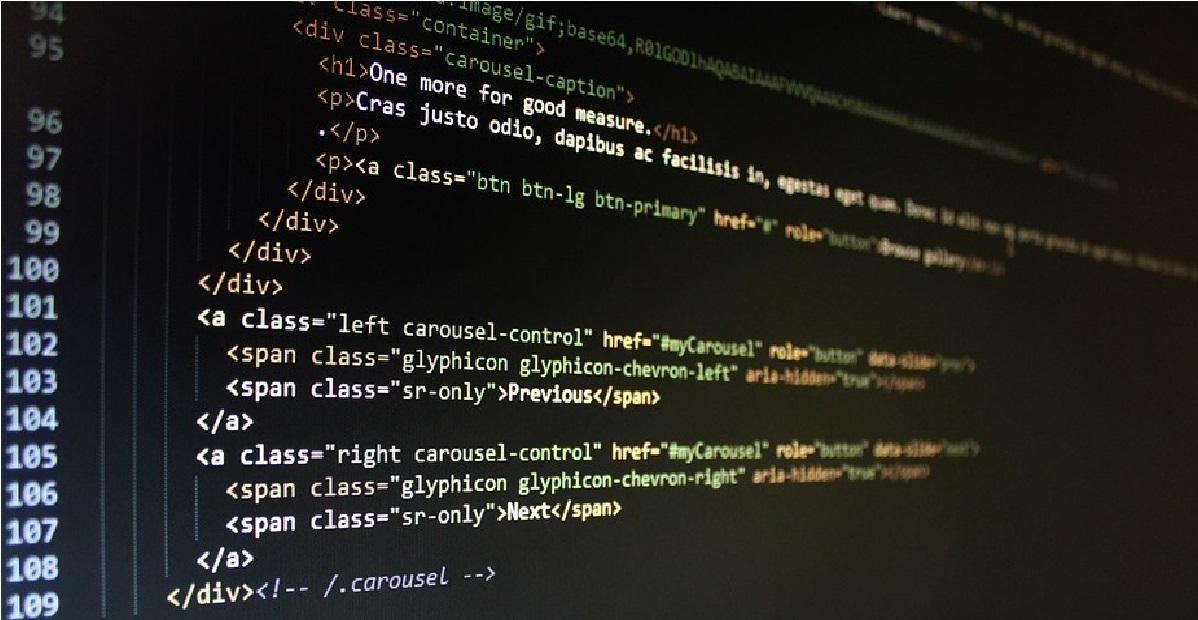 image/gif;base64,
class="container">
<div class="carousel-caption">
94 <h1>One more for good measure.</h1>
95 <p>Cras justo odio, dapibus ac facilisis in, egestas eget quam.
.</p>
96 <p><a class="btn btn-lg btn-primary" href="#" role="button">Browse gallery
97 </div>
98 </div>
99 </div>
100 </div>
101 <a class="left carousel-control" href="#myCarousel" role="button" data-slide="prev">
102 <span class="glyphicon glyphicon-chevron-left" aria-hidden="true"></span>
103 <span class="sr-only">Previous</span>
104 </a>
105 <a class="right carousel-control" href="#myCarousel" role="button" data-slide="next">
106 <span class="glyphicon glyphicon-chevron-right" aria-hidden="true"></span>
107 <span class="sr-only">Next</span>
108 </a>
109 </div><!-- /.carousel -->